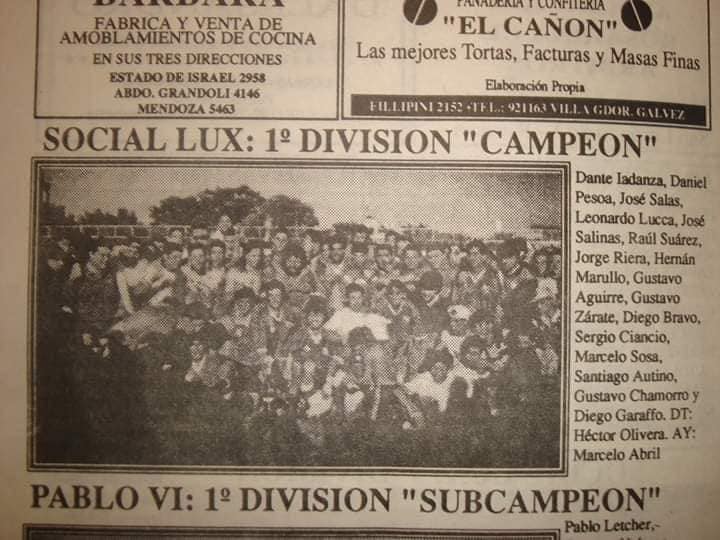 BARBARA
FABRICA Y VENTA DE
AMOBLAMIENTOS DE COCINA
EN SUS TRES DIRECCIONES
ESTADO DE ISRAEL 2958
ABDO. GRANDOLI 4146
MENDOZA 5463
PANADERIA Y CONFITERIA
"EL CAÑON"
Las mejores Tortas, Facturas y Masas Finas
Elaboración Propia
FILLIPINI 2152 •TEL.: 921163 VILLA GDOR. GALVEZ
SOCIAL LUX: 1º DIVISION "CAMPEON"
Dante Iadanza, Daniel
Pesoa, José Salas,
Leonardo Lucca, José
Salinas, Raúl Suárez,
Jorge Riera, Hernán
Marullo, Gustavo
Aguirre, Gustavo
Zárate, Diego Bravo,
Sergio Ciancio,
Marcelo Sosa,
Santiago Autino,
Gustavo Chamorro y
Diego Garaffo. DT:
Héctor Olivera. AY:
Marcelo Abril
PABLO VI: 1º DIVISION "SUBCAMPEON"
Pablo Letcher,-